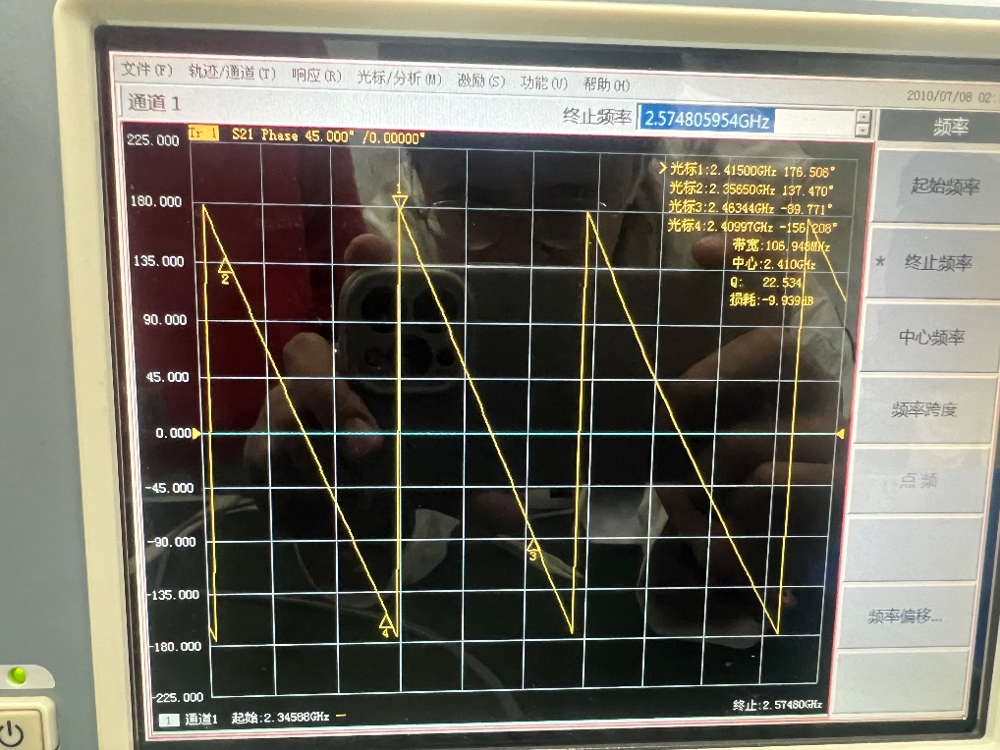 文件(F) 轨迹/通道(T) 响应(R) 光标/分析(M) 激励(S) 功能(U) 帮助(H)
2010/07/08 02:
通道 1
终止频率 2.574805954GHz
频率
Tr 1 S21 Phase 45.000° /0.00000°
225.000
180.000
135.000
90.000
45.000
0.000
-45.000
-90.000
-135.000
-180.000
-225.000
1
2
3
4
>光标1:2.41500GHz 176.506°
光标2:2.35650GHz 137.470°
光标3:2.46344GHz -89.771°
光标4:2.40997GHz -156.208°
带宽:106.948MHz
中心:2.410GHz
Q: 22.534
损耗:-9.939dB
起始频率
* 终止频率
中心频率
频率跨度
点频
频率偏移...
1 通道1 起始:2.34588GHz
终止:2.57480GHz